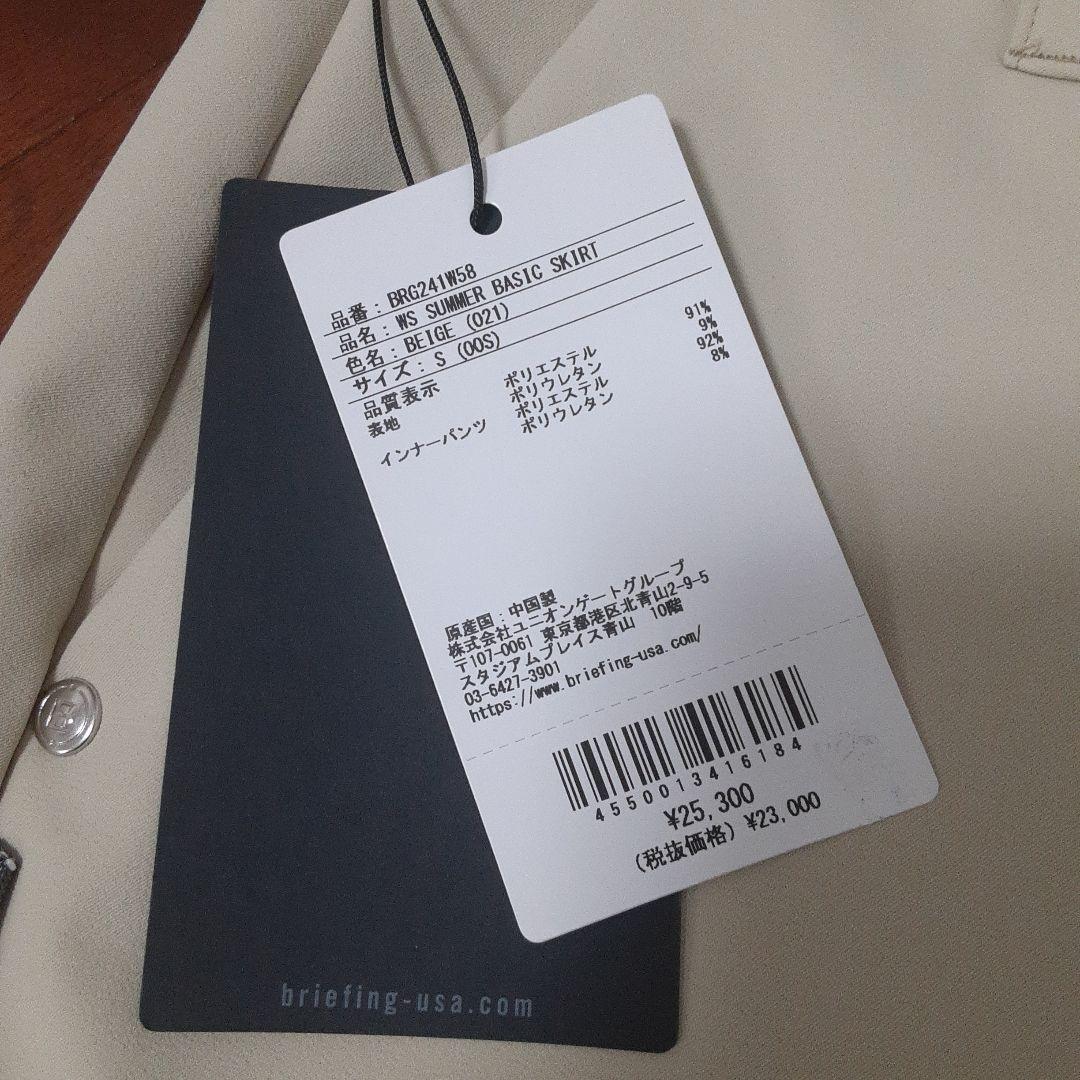 品番：BRG241W58
品名：WS SUMMER BASIC SKIRT
色名：BEIGE (021)
サイズ：S (00S)
品質表示
表地 ポリエステル 91%
ポリウレタン 9%
インナーパンツ ポリエステル 92%
ポリウレタン 8%
原産国：中国製
株式会社ユニオンゲートグループ
〒107-0061 東京都港区北青山2-9-5
スタジアムプレイス青山 10階
03-6427-3901
https://www.briefing-usa.com/
4550013416184
¥25,300
(税抜価格) ¥23,000
briefing-usa.com